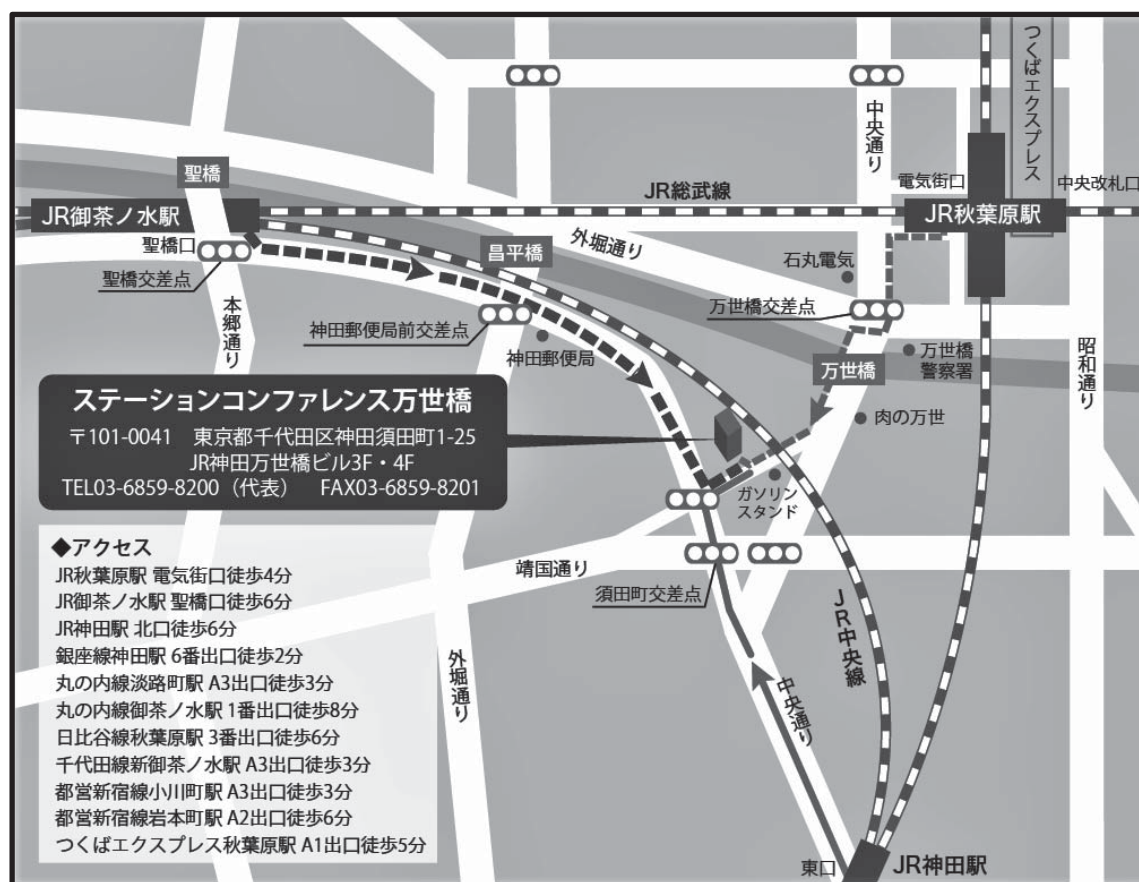 つくばエクスプレス
中央通り
聖橋
電気街口
中央改札口
JR総武線
JR御茶ノ水駅
JR秋葉原駅
聖橋口
昌平橋
外堀通り
石丸電気
聖橋交差点
万世橋交差点
本郷通り
神田郵便局前交差点
神田郵便局
万世橋
万世橋
警察署
昭和通り
肉の万世
ステーションコンファレンス万世橋
〒101-0041 東京都千代田区神田須田町1-25
JR神田万世橋ビル3F・4F
TEL03-6859-8200（代表） FAX03-6859-8201
ガソリン
スタンド
靖国通り
須田町交差点
JR中央線
外堀通り
中央通り
◆アクセス
JR秋葉原駅 電気街口徒歩4分
JR御茶ノ水駅 聖橋口徒歩6分
JR神田駅 北口徒歩6分
銀座線神田駅 6番出口徒歩2分
丸の内線淡路町駅 A3出口徒歩3分
丸の内線御茶ノ水駅 1番出口徒歩8分
日比谷線秋葉原駅 3番出口徒歩6分
千代田線新御茶ノ水駅 A3出口徒歩3分
都営新宿線小川町駅 A3出口徒歩3分
都営新宿線岩本町駅 A2出口徒歩6分
つくばエクスプレス秋葉原駅 A1出口徒歩5分
東口
JR神田駅